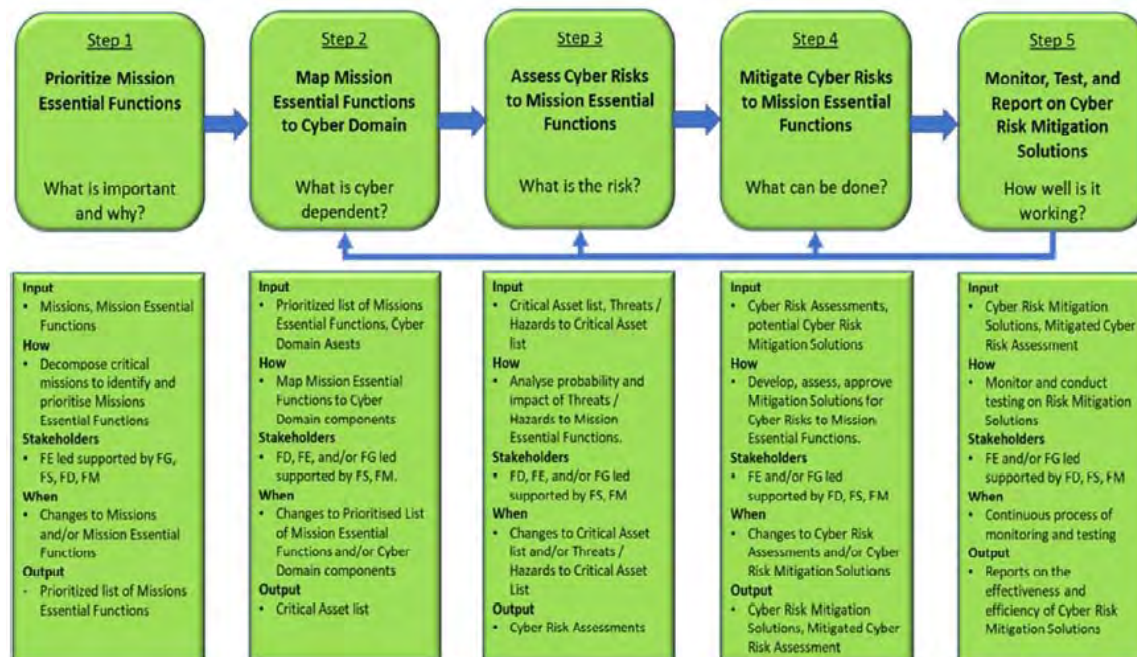 Step 1
Prioritize Mission
Essential Functions
What is important
and why?
Step 2
Map Mission
Essential Functions
to Cyber Domain
What is cyber
dependent?
Step 3
Assess Cyber Risks
to Mission Essential
Functions
What is the risk?
Step 4
Mitigate Cyber Risks
to Mission Essential
Functions
What can be done?
Step 5
Monitor, Test, and
Report on Cyber
Risk Mitigation
Solutions
How well is it
working?
Input
• Missions, Mission Essential
Functions
How
• Decompose critical
missions to identify and
prioritise Missions
Essential Functions
Stakeholders
• FE led supported by FG,
FS, FD, FM
When
• Changes to Missions
and/or Mission Essential
Functions
Output
- Prioritized list of Missions
Essential Functions
Input
• Prioritized list of Missions
Essential Functions, Cyber
Domain Asests
How
• Map Mission Essential
Functions to Cyber
Domain components
Stakeholders
• FD, FE, and/or FG led
supported by FS, FM.
When
• Changes to Prioritised List
of Mission Essential
Functions and/or Cyber
Domain components
Output
• Critical Asset list
Input
• Critical Asset list, Threats /
Hazards to Critical Asset
list
How
• Analyse probability and
impact of Threats /
Hazards to Mission
Essential Functions.
Stakeholders
• FD, FE, and/or FG led
supported by FS, FM
When
• Changes to Critical Asset
list and/or Threats /
Hazards to Critical Asset
List
Output
• Cyber Risk Assessments
Input
• Cyber Risk Assessments,
potential Cyber Risk
Mitigation Solutions
How
• Develop, assess, approve
Mitigation Solutions for
Cyber Risks to Mission
Essential Functions.
Stakeholders
• FE and/or FG led
supported by FD, FS, FM
When
• Changes to Cyber Risk
Assessments and/or Cyber
Risk Mitigation Solutions
Output
• Cyber Risk Mitigation
Solutions, Mitigated Cyber
Risk Assessment
Input
• Cyber Risk Mitigation
Solutions, Mitigated Cyber
Risk Assessment
How
• Monitor and conduct
testing on Risk Mitigation
Solutions
Stakeholders
• FE and/or FG led
supported by FD, FS, FM
When
• Continuous process of
monitoring and testing
Output
• Reports on the
effectiveness and
efficiency of Cyber Risk
Mitigation Solutions